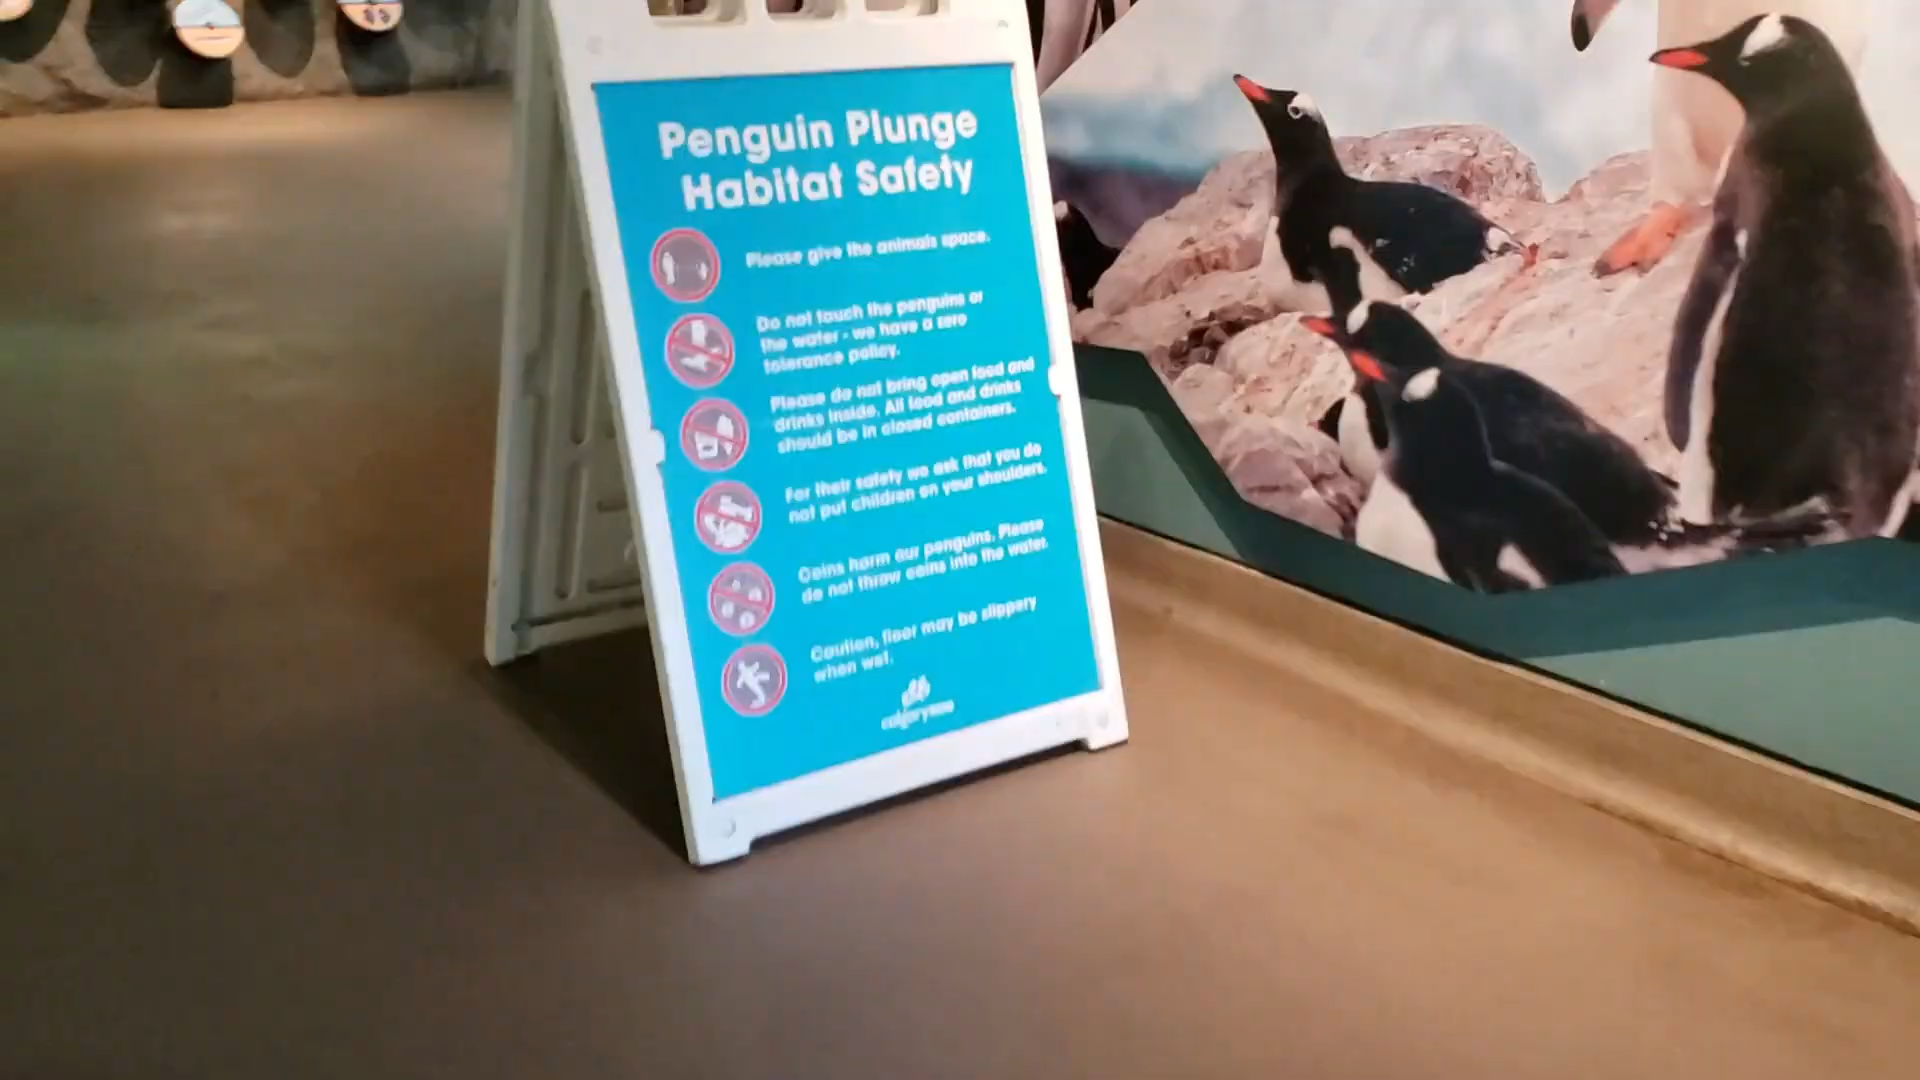 Penguin Plunge
Habitat Safety
Please give the animals space.
Do not touch the penguins or
the water - we have a zero
tolerance policy.
Please do not bring open food and
drinks inside. All food and drinks
should be in closed containers.
For their safety we ask that you do
not put children on your shoulders.
Coins harm our penguins. Please
do not throw coins into the water.
Caution, floor may be slippery
when wet.
calgaryzoo